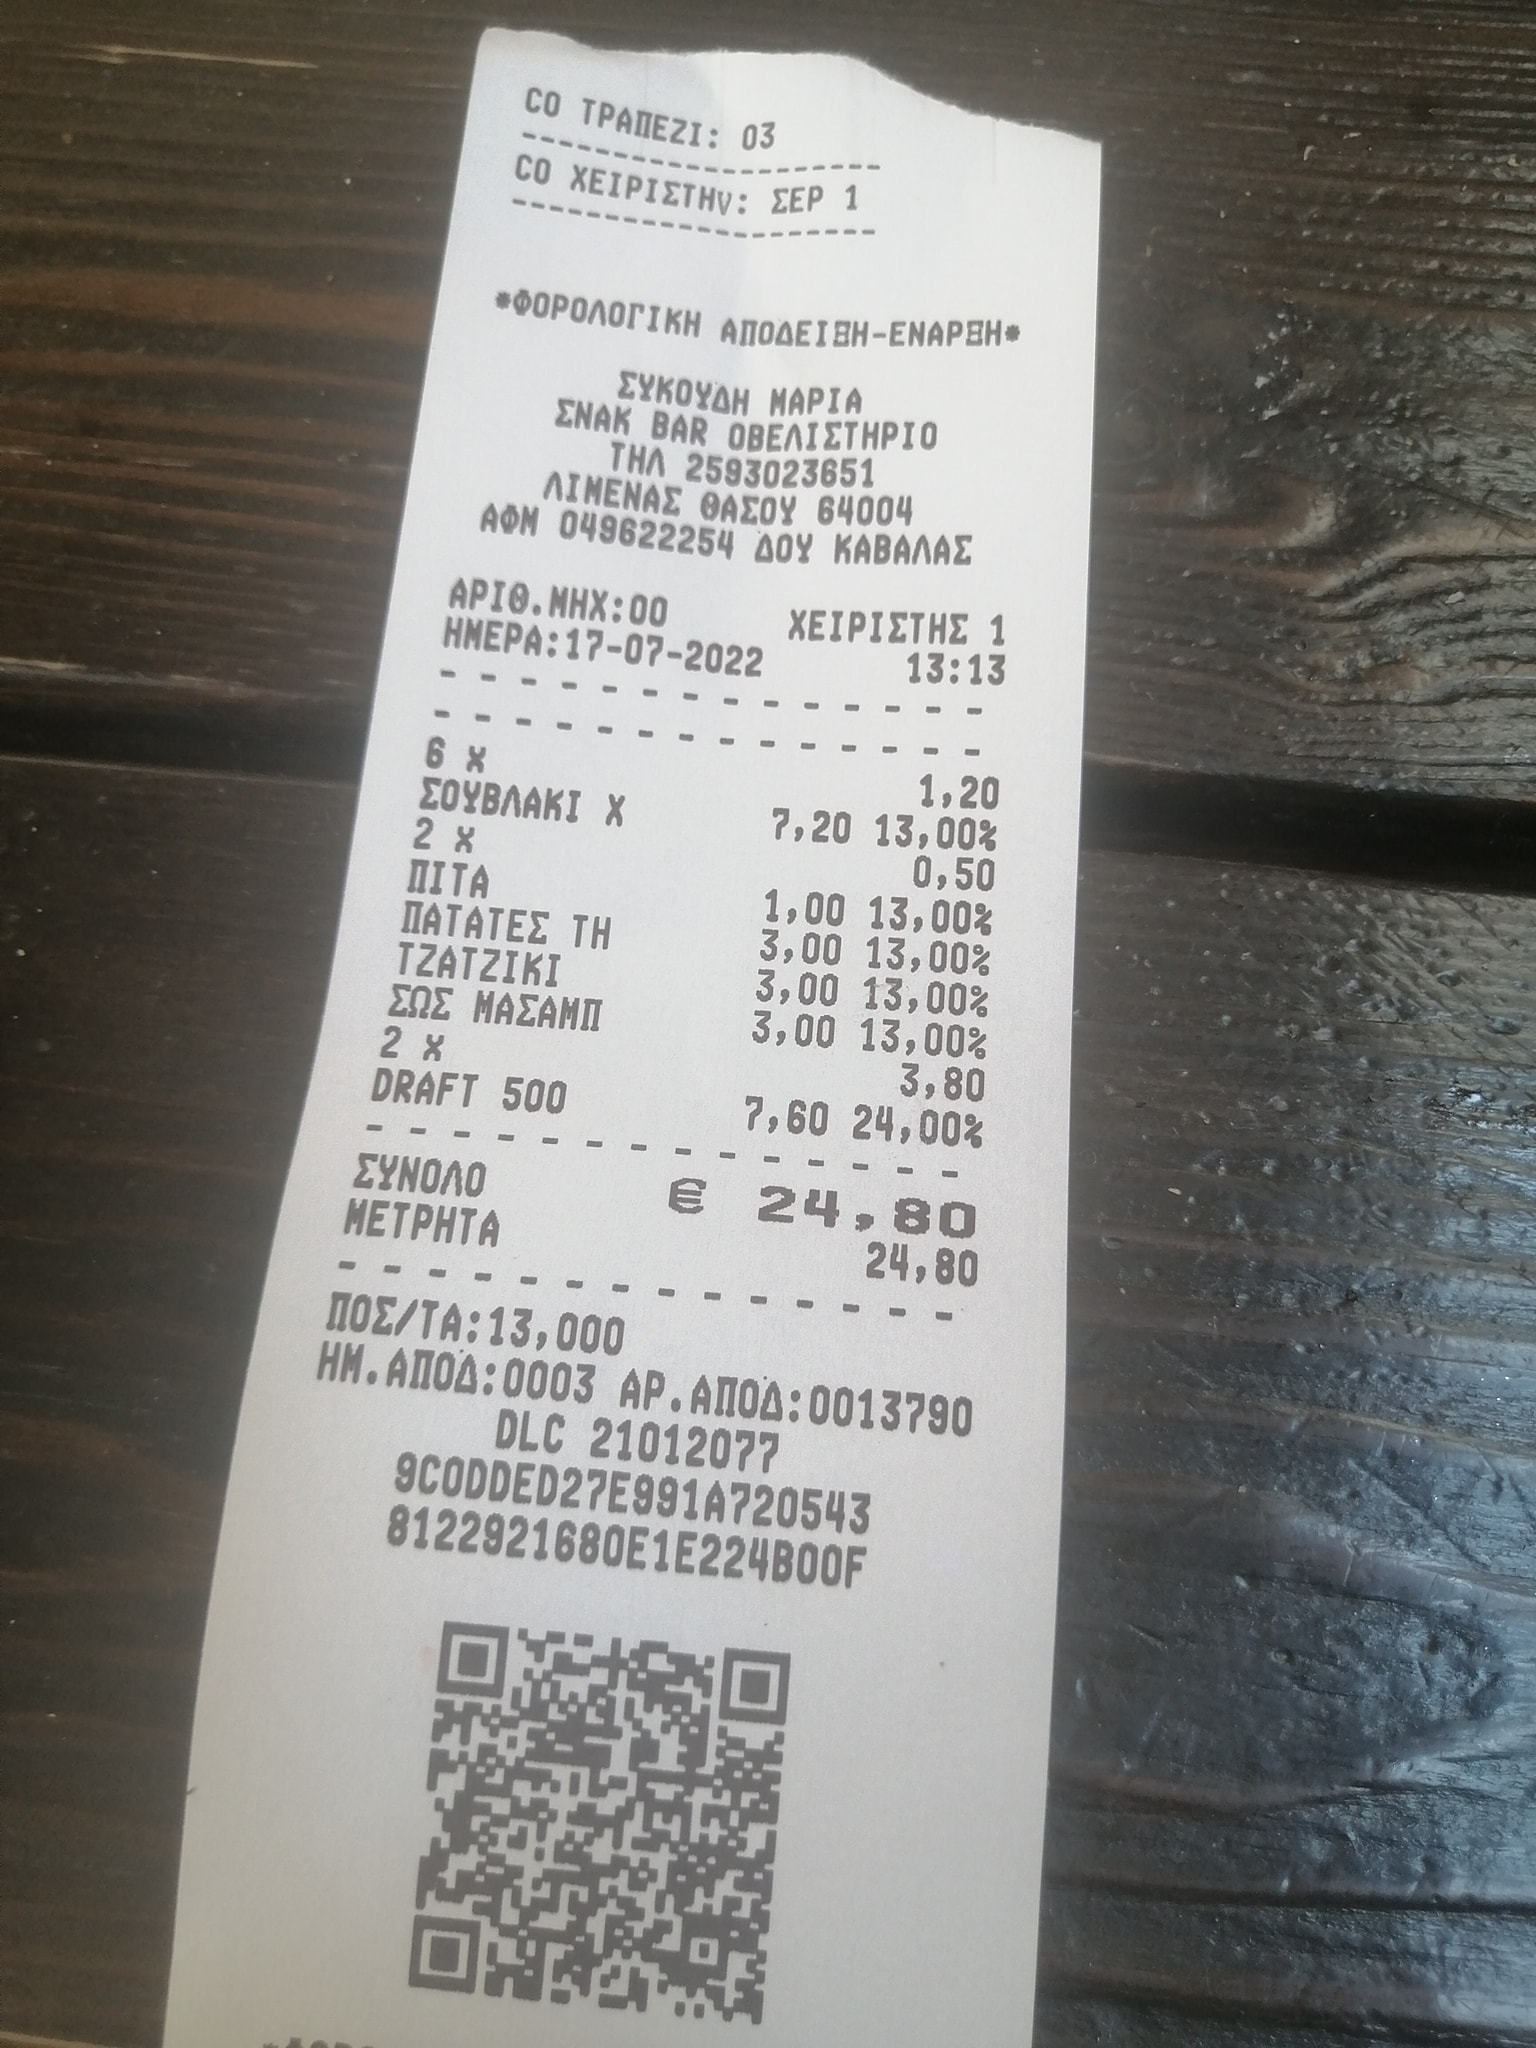 CO ΤΡΑΠΕΖΙ: 03
CO ΧΕΙΡΙΣΤΗν: ΣΕΡ 1
*ΦΟΡΟΛΟΓΙΚΗ ΑΠΟΔΕΙΞΗ-ΕΝΑΡΞΗ*
ΣΥΚΟΥΔΗ ΜΑΡΙΑ
ΣΝΑΚ BAR ΟΒΕΛΙΣΤΗΡΙΟ
ΤΗΛ 2593023651
ΛΙΜΕΝΑΣ ΘΑΣΟΥ 64004
ΑΦΜ 049622254 ΔΟΥ ΚΑΒΑΛΑΣ
ΑΡΙΘ.ΜΗΧ:00 ΧΕΙΡΙΣΤΗΣ 1
ΗΜΕΡΑ:17-07-2022 13:13
6 x 1,20
ΣΟΥΒΛΑΚΙ Χ 7,20 13,00%
2 x 0,50
ΠΙΤΑ 1,00 13,00%
ΠΑΤΑΤΕΣ ΤΗ 3,00 13,00%
ΤΖΑΤΖΙΚΙ 3,00 13,00%
ΣΩΣ ΜΑΣΑΜΠ 3,00 13,00%
2 x 3,80
DRAFT 500 7,60 24,00%
ΣΥΝΟΛΟ € 24,80
ΜΕΤΡΗΤΑ 24,80
ΠΟΣ/ΤΑ:13,000
ΗΜ.ΑΠΟΔ:0003 ΑΡ.ΑΠΟΔ:0013790
DLC 21012077
9C0DDED27E991A720543
8122921680E1E224B00F